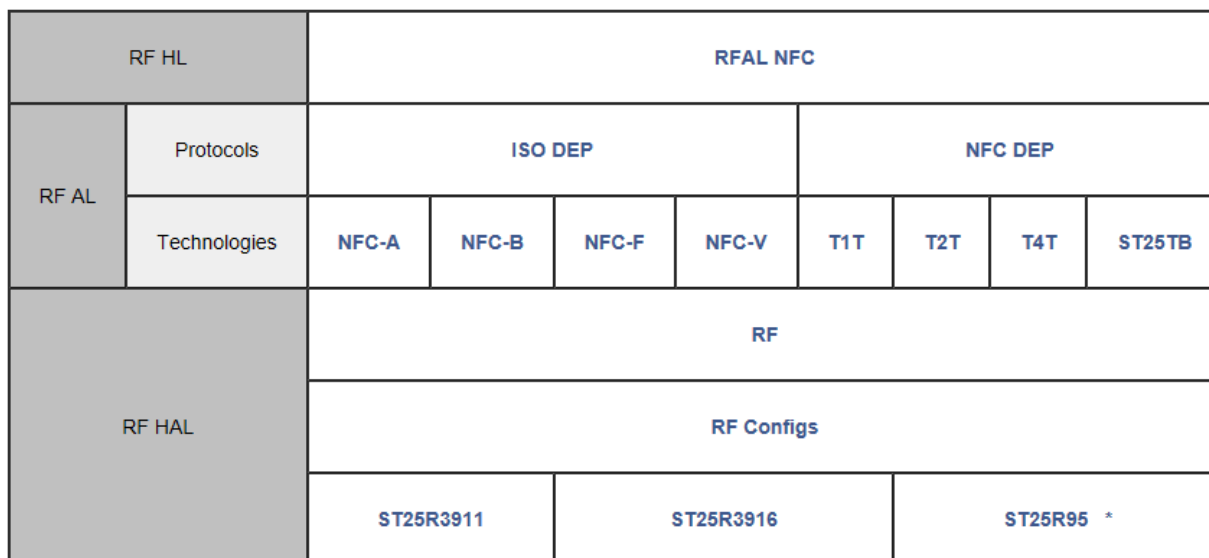 RF HL
RFAL NFC
RF AL
Protocols
ISO DEP
NFC DEP
Technologies
NFC-A
NFC-B
NFC-F
NFC-V
T1T
T2T
T4T
ST25TB
RF HAL
RF
RF Configs
ST25R3911
ST25R3916
ST25R95 *